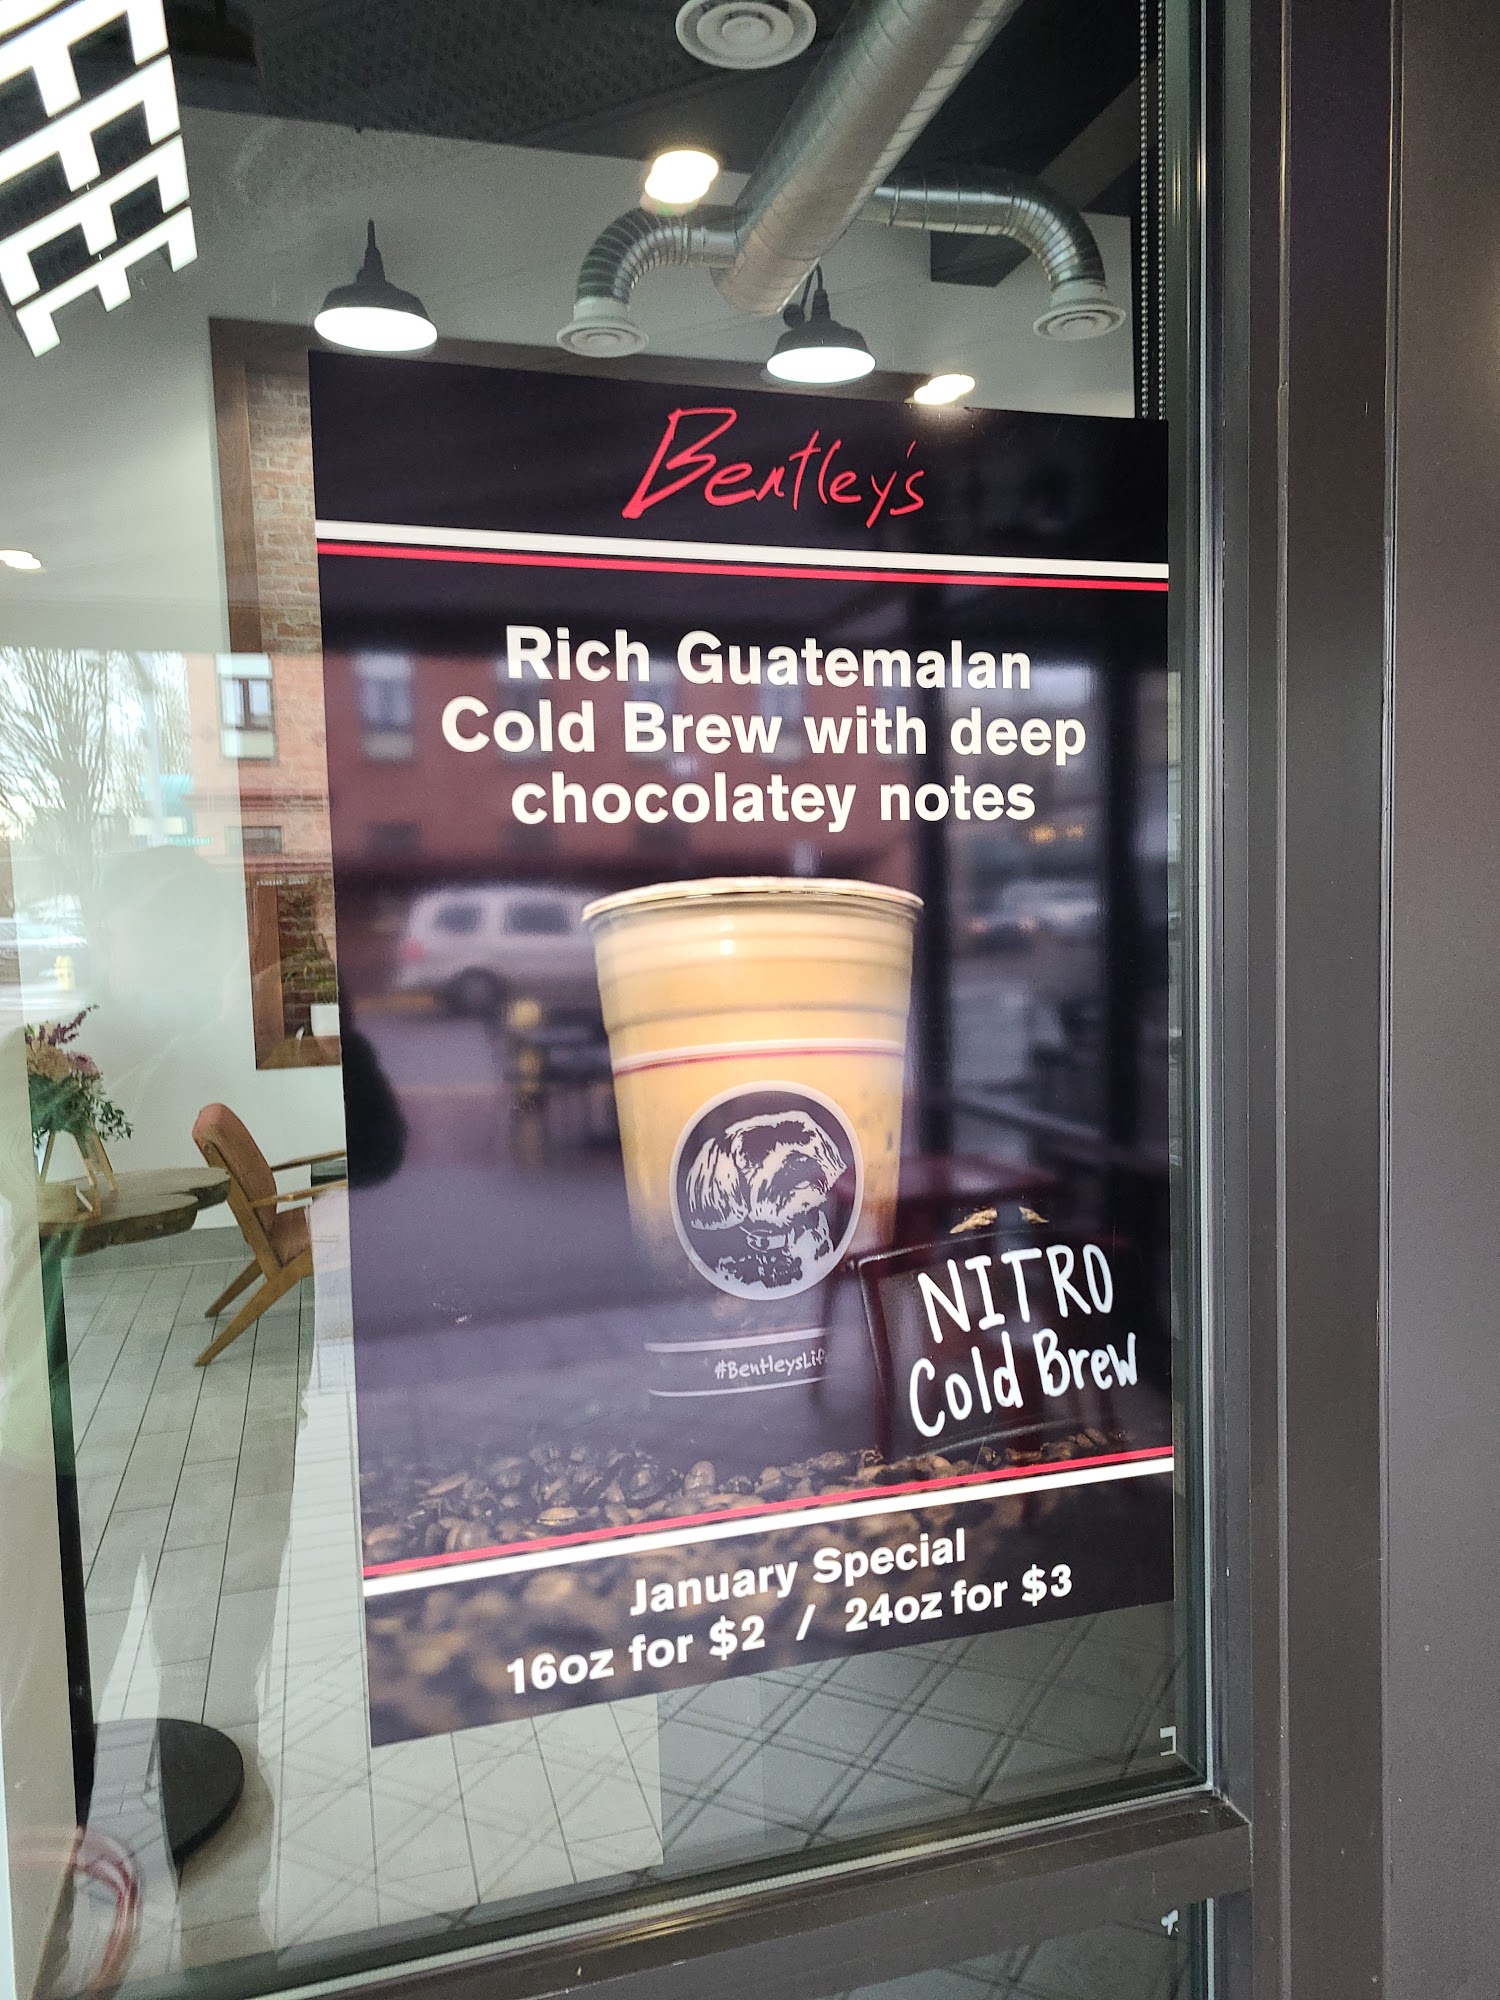 Bentley's
Rich Guatemalan
Cold Brew with deep
chocolatey notes
#BentleysLif
NITRO
Cold Brew
January Special
16oz for $2 / 24oz for $3